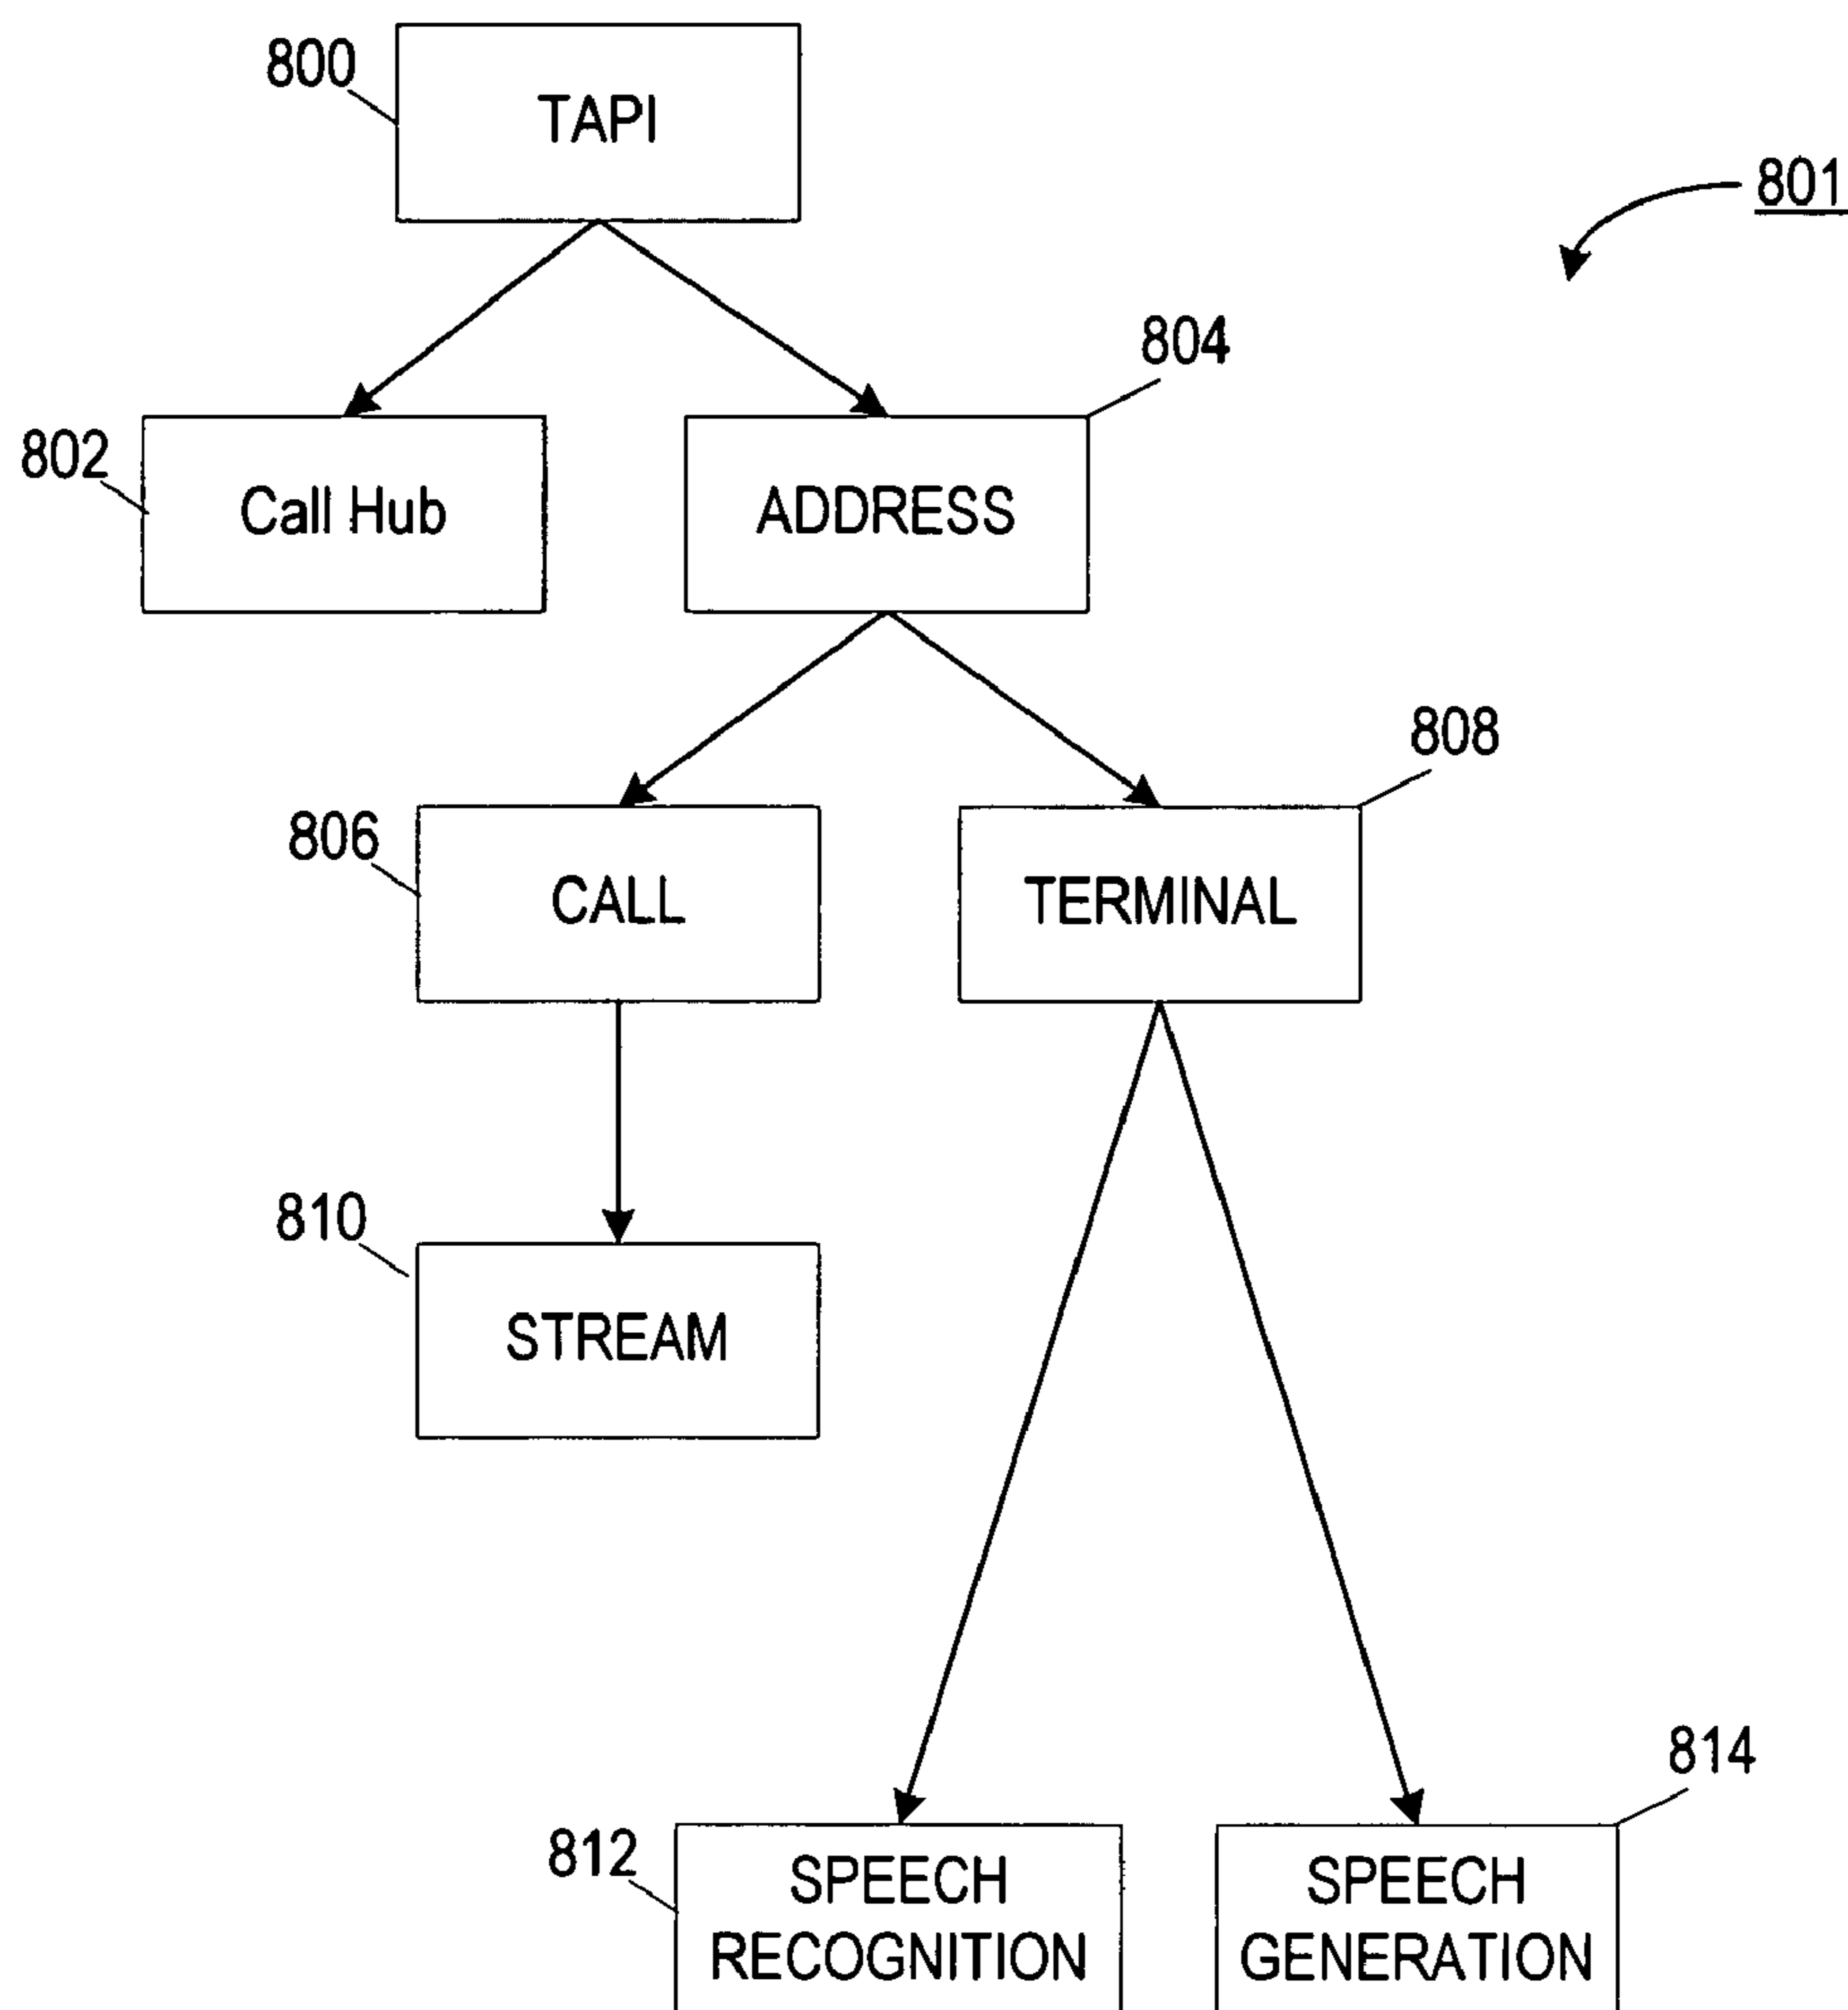 800
TAPI
801
804
802
Call Hub
ADDRESS
808
806
CALL
TERMINAL
810
STREAM
814
812
SPEECH
RECOGNITION
SPEECH
GENERATION